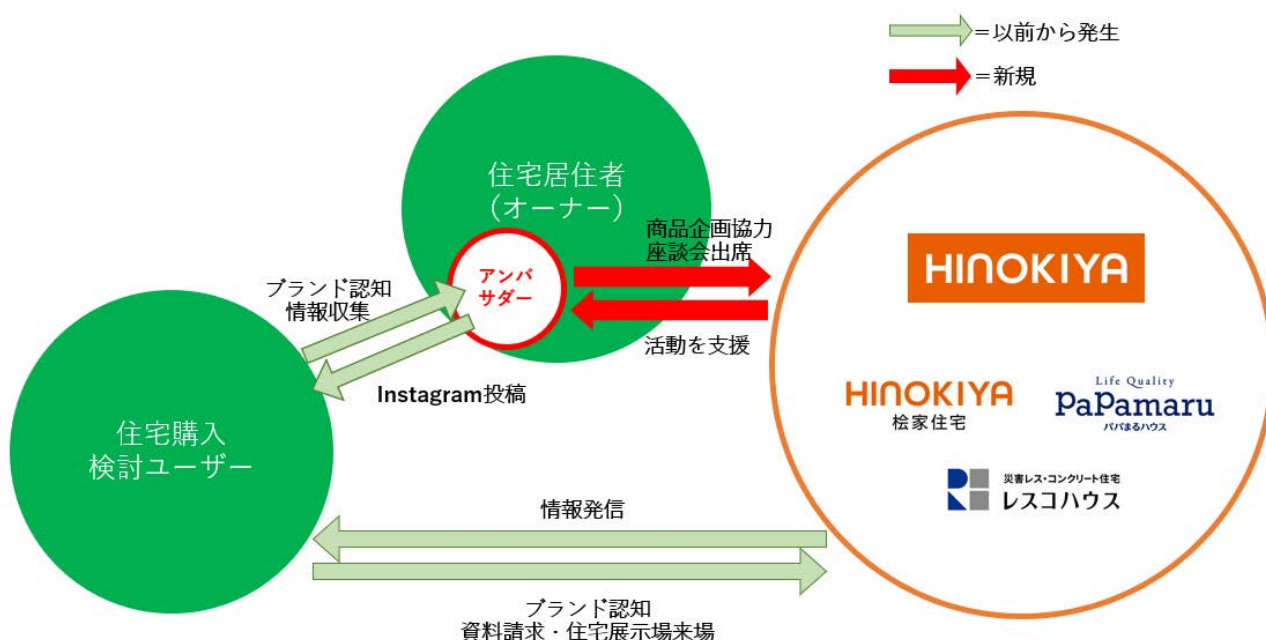 =以前から発生
=新規
住宅居住者
（オーナー）
アンバ
サダー
商品企画協力
座談会出席
活動を支援
ブランド認知
情報収集
Instagram投稿
住宅購入
検討ユーザー
HINOKIYA
HINOKIYA
桧家住宅
Life Quality
PaPamaru
パパまるハウス
災害レス・コンクリート住宅
レスコハウス
情報発信
ブランド認知
資料請求・住宅展示場来場